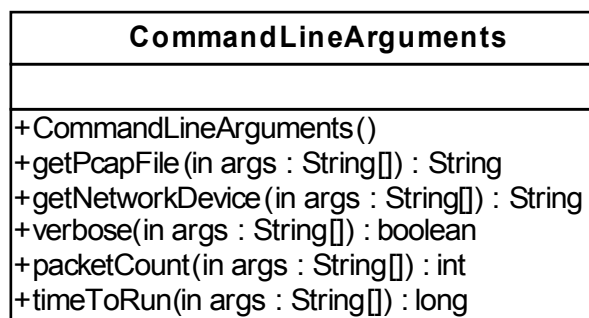 CommandLineArguments
+CommandLineArguments()
+getPcapFile(in args : String[]) : String
+getNetworkDevice(in args : String[]) : String
+verbose(in args : String[]) : boolean
+packetCount(in args : String[]) : int
+timeToRun(in args : String[]) : long